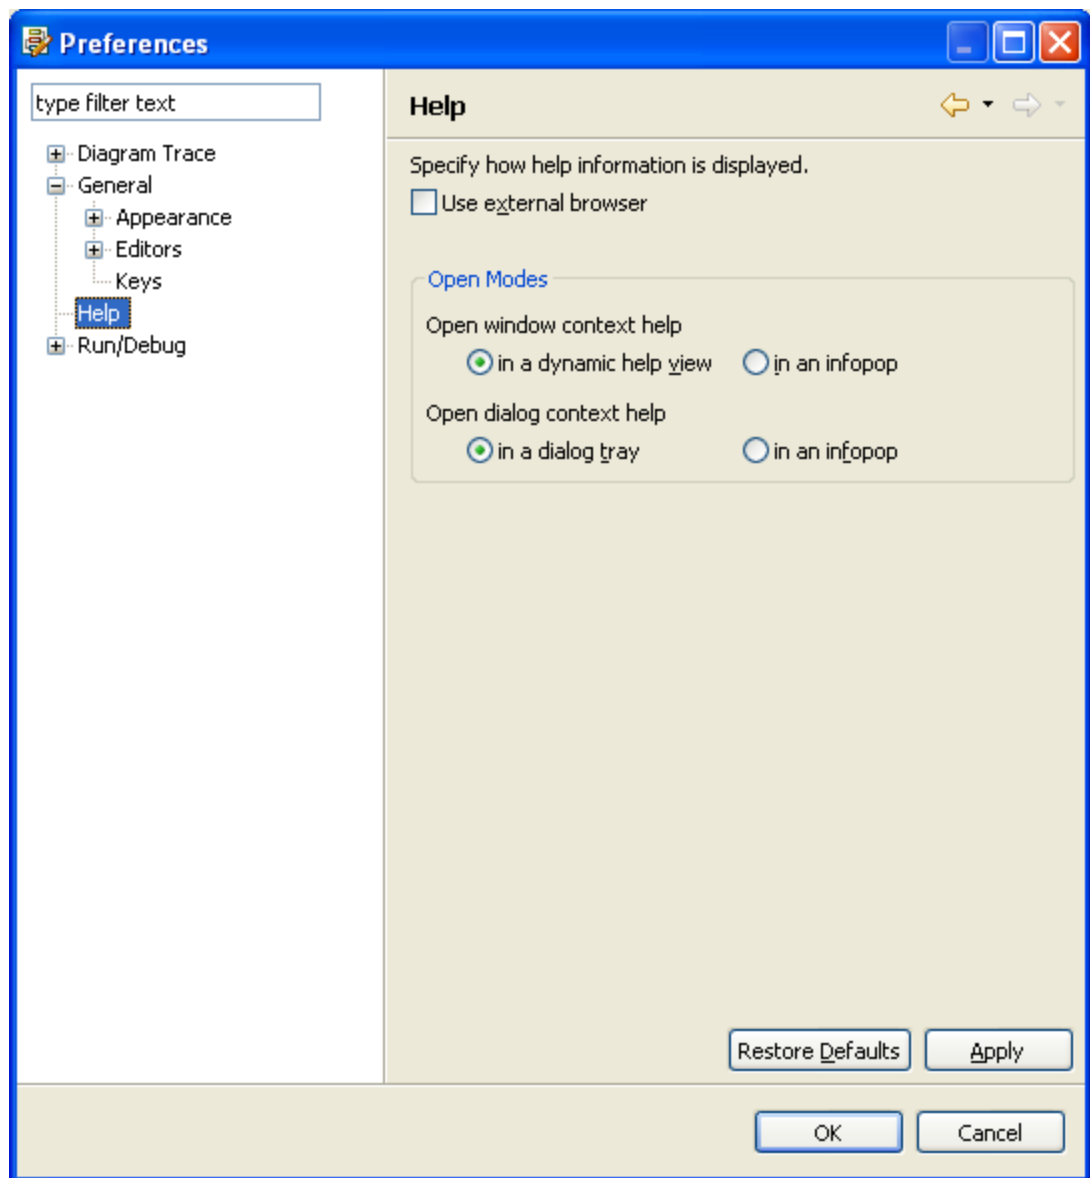 Preferences
type filter text
Diagram Trace
General
Appearance
Editors
Keys
Help
Run/Debug
Help
Specify how help information is displayed.
Use external browser
Open Modes
Open window context help
in a dynamic help view in an infopop
Open dialog context help
in a dialog tray in an infopop
Restore Defaults Apply
OK Cancel